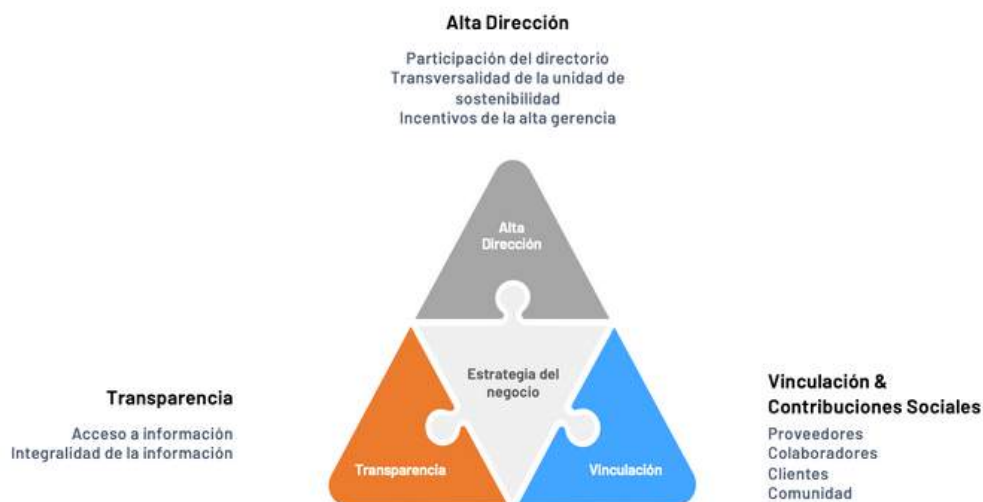 Alta Dirección
Participación del directorio
Transversalidad de la unidad de
sostenibilidad
Incentivos de la alta gerencia
Alta
Dirección
Estrategia del
negocio
Transparencia
Acceso a información
Integralidad de la información
Transparencia
Vinculación
Vinculación &
Contribuciones Sociales
Proveedores
Colaboradores
Clientes
Comunidad